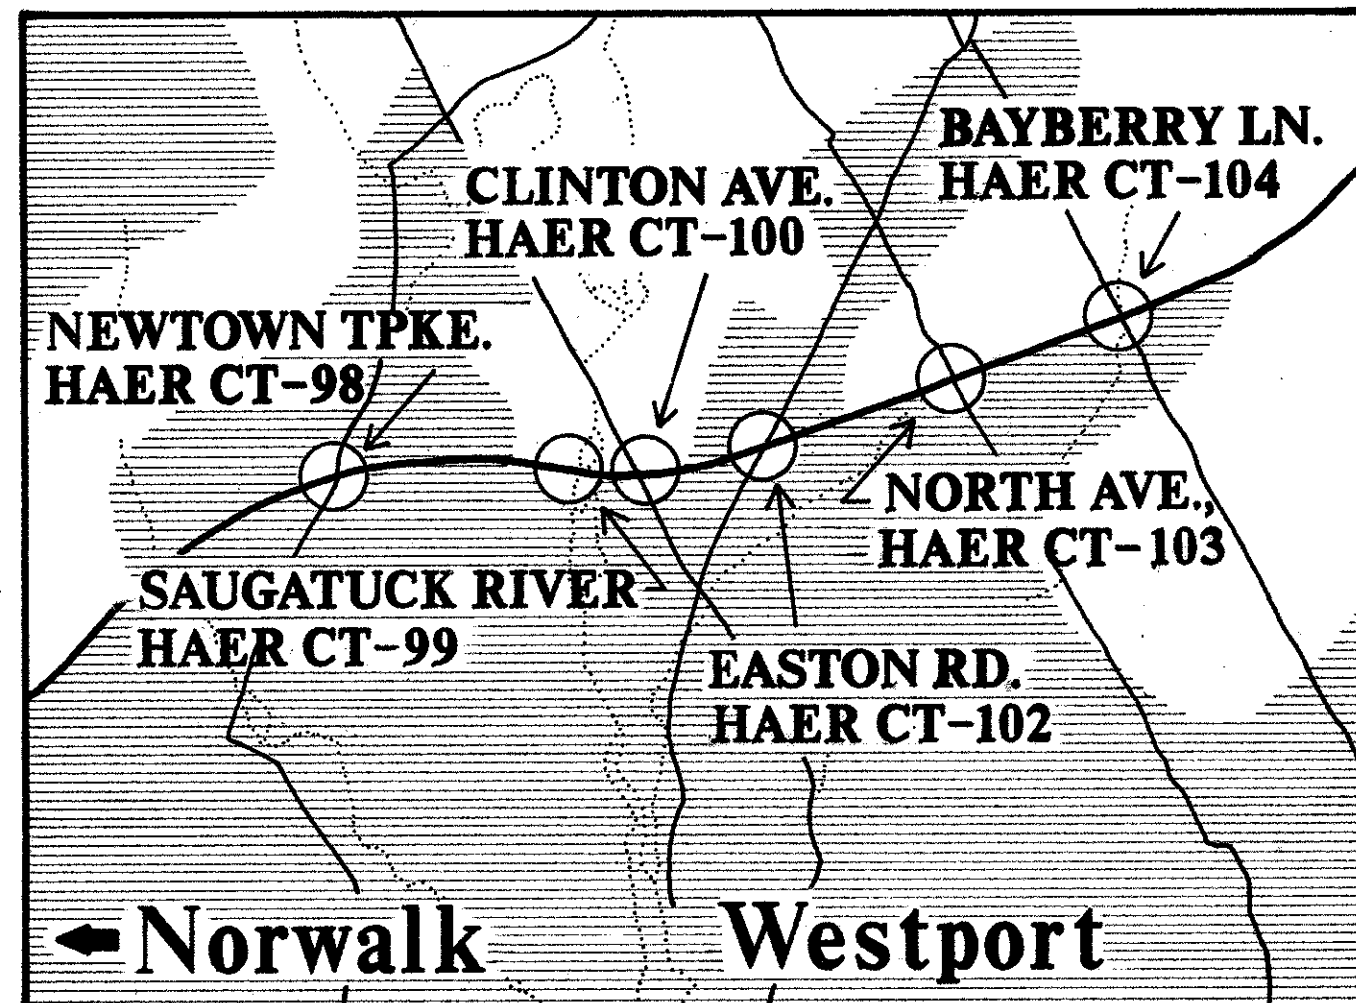 BAYBERRY LN.
HAER CT-104
CLINTON AVE.
HAER CT-100
NEWTOWN TPKE.
HAER CT-98
NORTH AVE.,
HAER CT-103
SAUGATUCK RIVER
HAER CT-99
EASTON RD.
HAER CT-102
Norwalk
Westport